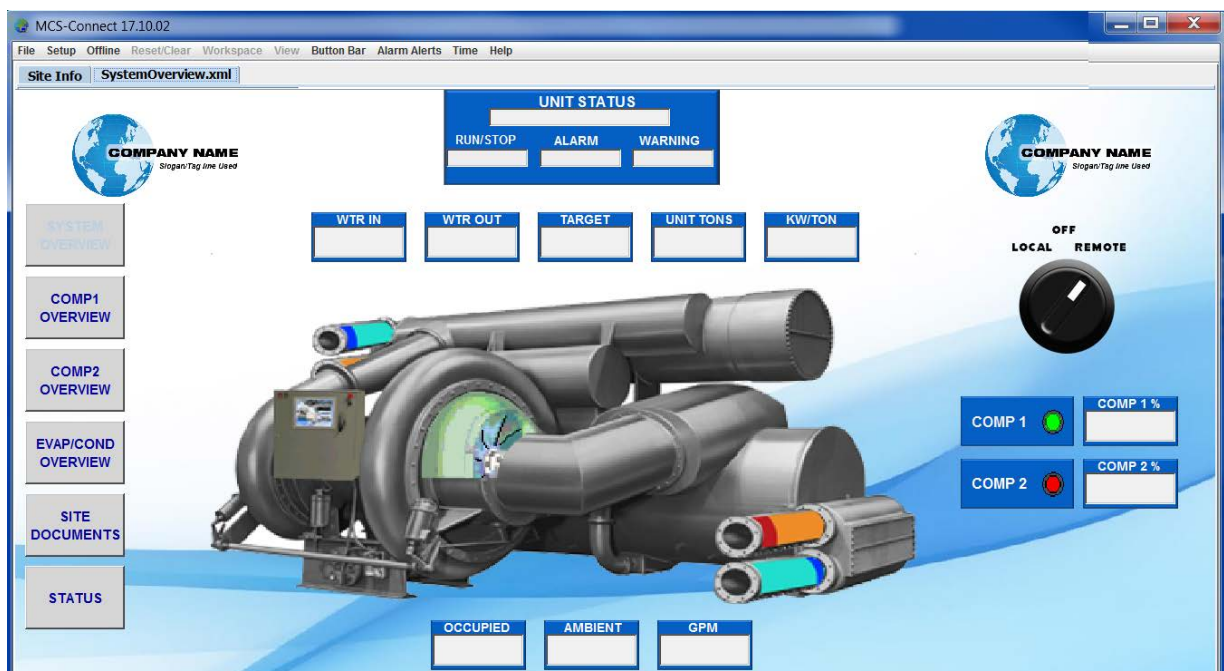 MCS-Connect 17.10.02
File Setup Offline Reset/Clear Workspace View Button Bar Alarm Alerts Time Help
Site Info SystemOverview.xml
UNIT STATUS
RUN/STOP ALARM WARNING
COMPANY NAME
Slogan/Tag line Used
COMPANY NAME
Slogan/Tag line Used
WTR IN WTR OUT TARGET UNIT TONS KW/TON
OFF
LOCAL REMOTE
SYSTEM
OVERVIEW
COMP1
OVERVIEW
COMP2
OVERVIEW
EVAP/COND
OVERVIEW
SITE
DOCUMENTS
STATUS
COMP 1
COMP 1 %
COMP 2
COMP 2 %
OCCUPIED AMBIENT GPM